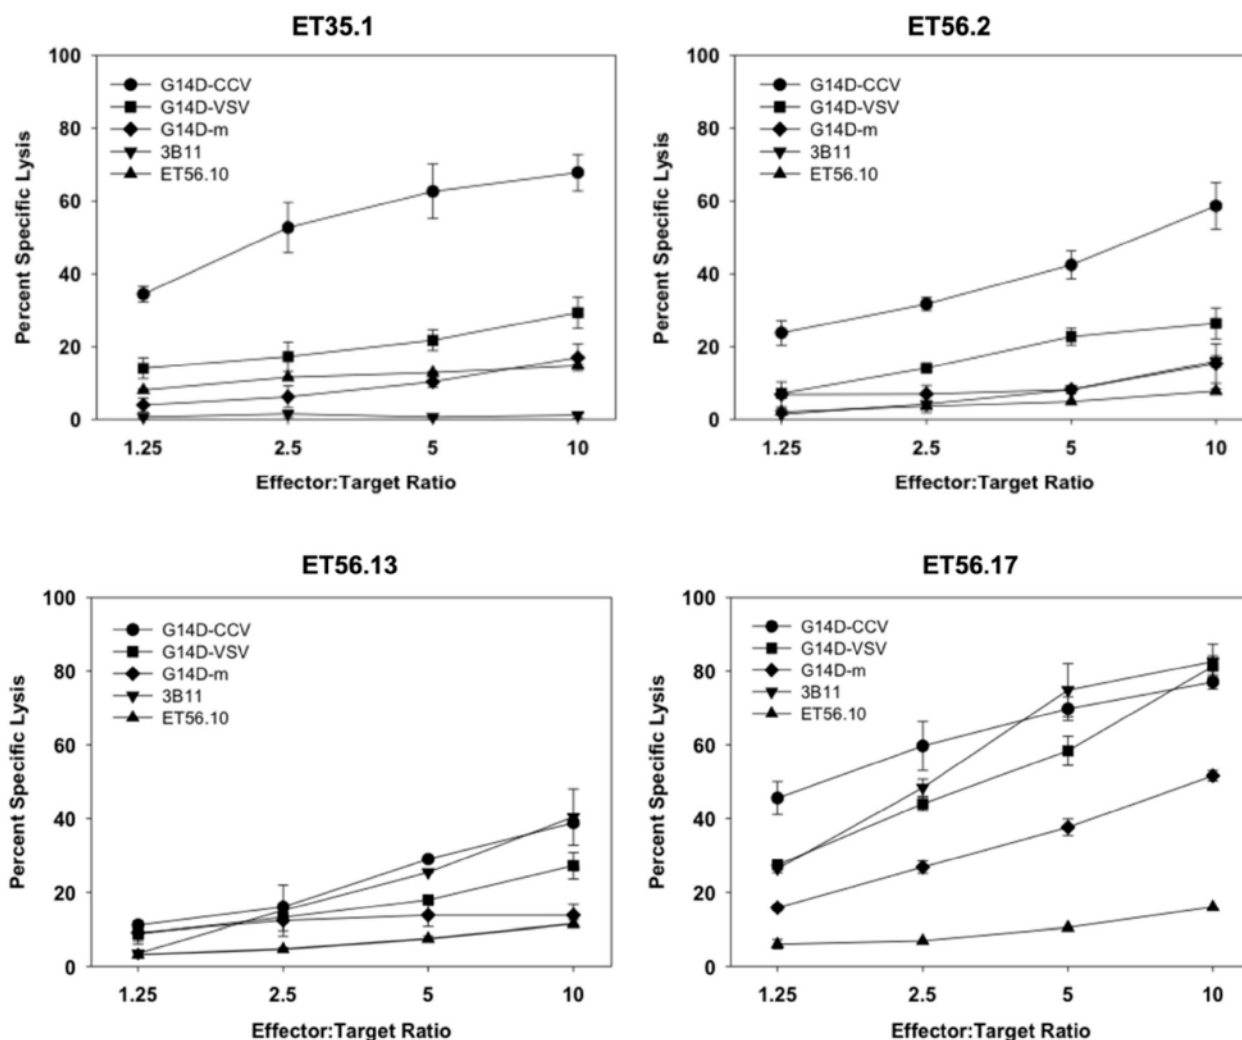 ET35.1
Percent Specific Lysis
100
80
60
40
20
0
G14D-CCV
G14D-VSV
G14D-m
3B11
ET56.10
1.25 2.5 5 10
Effector:Target Ratio
ET56.2
Percent Specific Lysis
100
80
60
40
20
0
G14D-CCV
G14D-VSV
G14D-m
3B11
ET56.10
1.25 2.5 5 10
Effector:Target Ratio
ET56.13
Percent Specific Lysis
100
80
60
40
20
0
G14D-CCV
G14D-VSV
G14D-m
3B11
ET56.10
1.25 2.5 5 10
Effector:Target Ratio
ET56.17
Percent Specific Lysis
100
80
60
40
20
0
G14D-CCV
G14D-VSV
G14D-m
3B11
ET56.10
1.25 2.5 5 10
Effector:Target Ratio